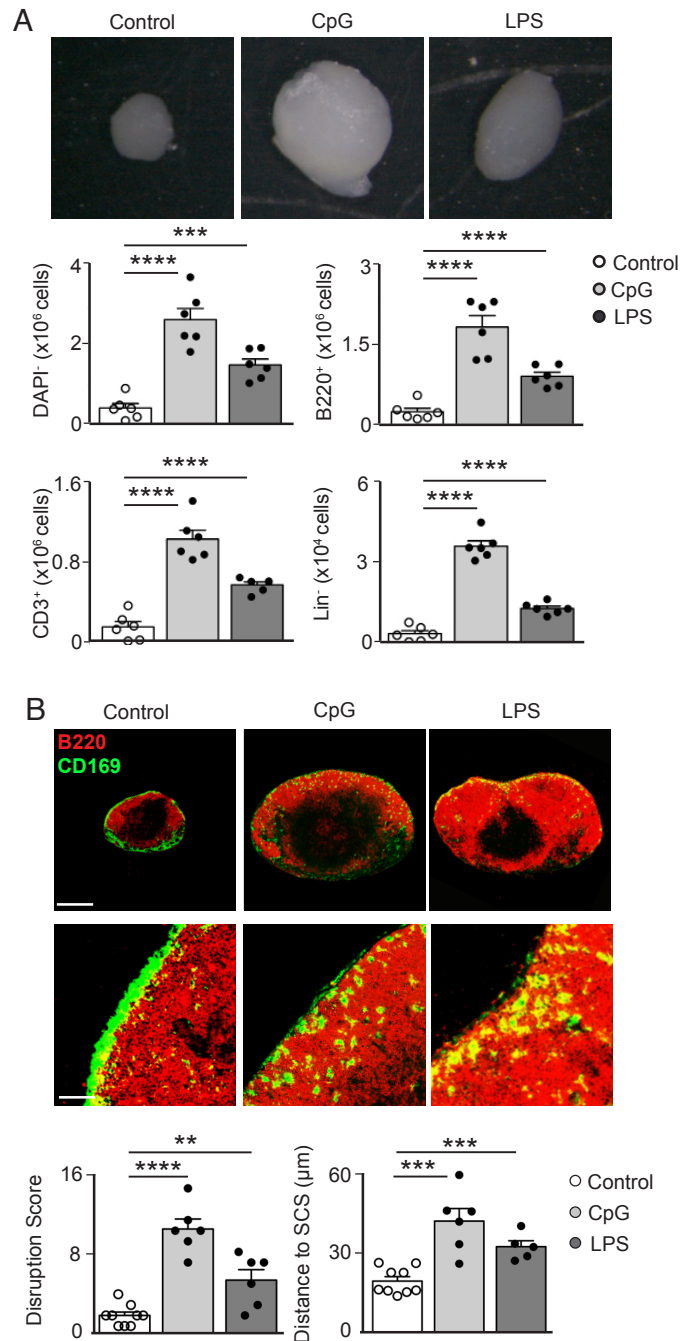 A
Control CpG LPS
***
****
4
2
0
DAPI⁻ (x10⁶ cells)
****
****
3
1.5
0
B220⁺ (x10⁶ cells)
Control
CpG
LPS
****
****
1.6
0.8
0
CD3⁺ (x10⁶ cells)
****
****
6
3
0
Lin⁻ (x10⁴ cells)
B
Control CpG LPS
B220
CD169
**
****
16
8
0
Disruption Score
***
***
60
30
0
Distance to SCS (µm)
Control
CpG
LPS